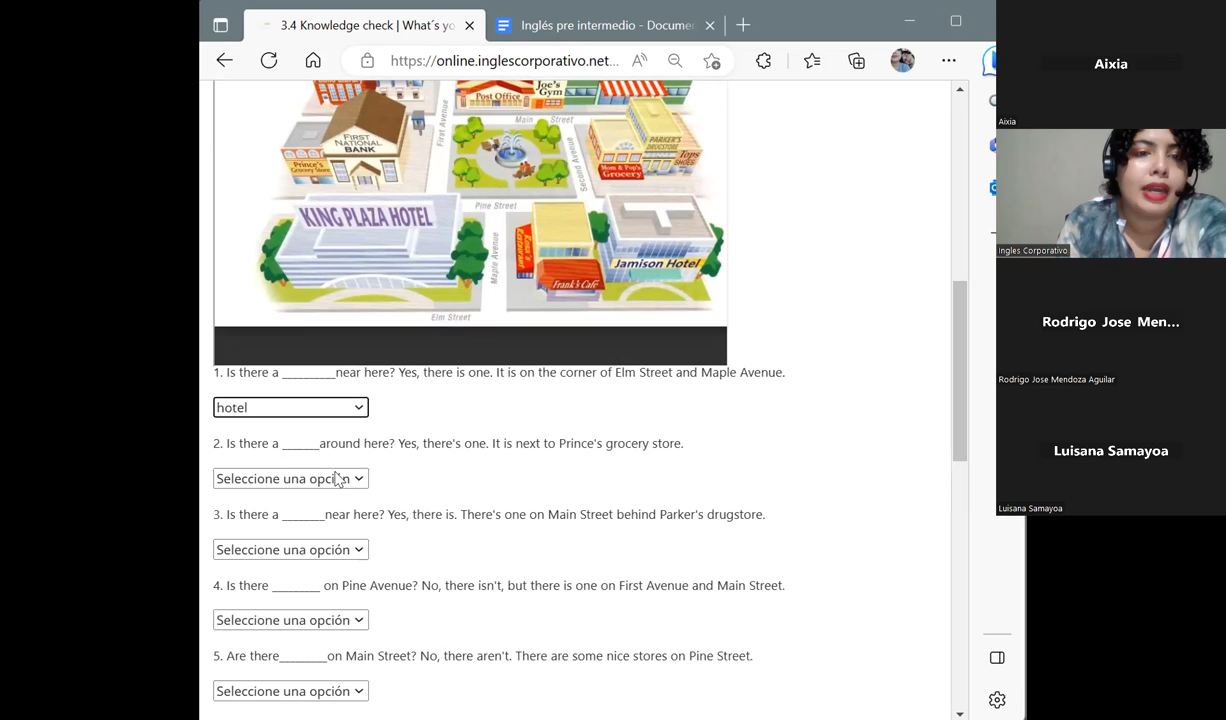 3.4 Knowledge check | What´s yo
Inglés pre intermedio - Docume
https://online.inglescorporativo.net...
Post Office
Joe's Gym
First Avenue
Main Street
FIRST NATIONAL BANK
Prince's Grocery Store
Second Avenue
PARKER'S DRUGSTORE
Tops SHOES
Mom & Pop's Grocery
Pine Street
KING PLAZA HOTEL
Maple Avenue
Rosa's Restaurant
Frank's Café
Jamison Hotel
Elm Street
1. Is there a __________near here? Yes, there is one. It is on the corner of Elm Street and Maple Avenue.
hotel
2. Is there a _______around here? Yes, there's one. It is next to Prince's grocery store.
Seleccione una opción
3. Is there a ________near here? Yes, there is. There's one on Main Street behind Parker's drugstore.
Seleccione una opción
4. Is there _________ on Pine Avenue? No, there isn't, but there is one on First Avenue and Main Street.
Seleccione una opción
5. Are there_________on Main Street? No, there aren't. There are some nice stores on Pine Street.
Seleccione una opción
Aixia
Aixia
Ingles Corporativo
Rodrigo Jose Men...
Rodrigo Jose Mendoza Aguilar
Luisana Samayoa
Luisana Samayoa